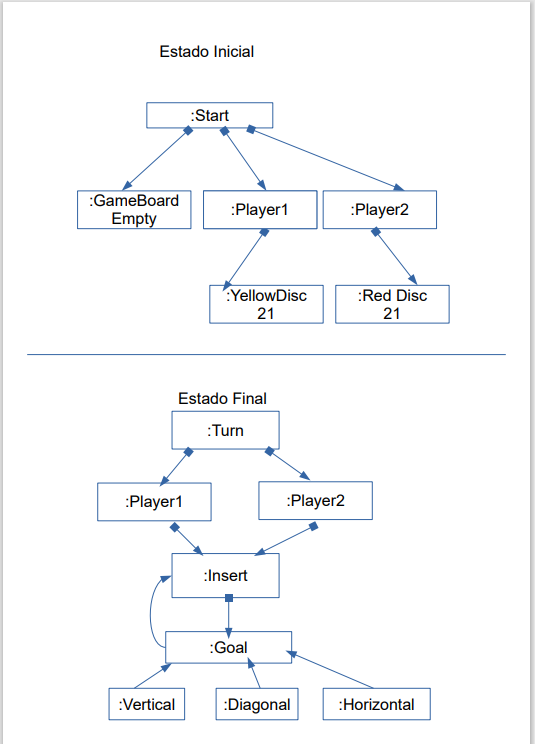 Estado Inicial
:Start
:GameBoard
Empty
:Player1
:Player2
:YellowDisc
21
:Red Disc
21
Estado Final
:Turn
:Player1
:Player2
:Insert
:Goal
:Vertical
:Diagonal
:Horizontal